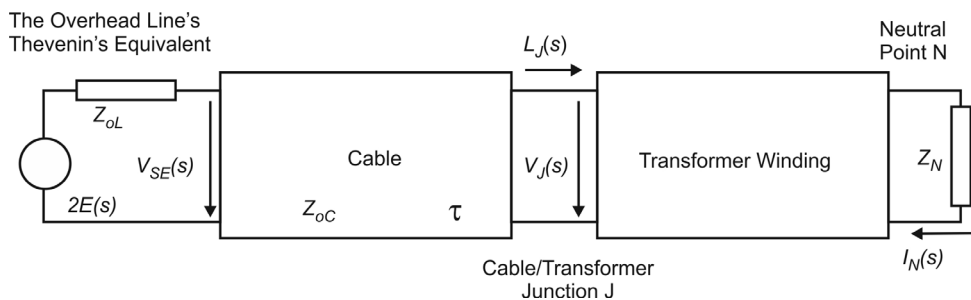 The Overhead Line's
Thevenin's Equivalent
Z_oL
2E(s)
V_SE(s)
Cable
Z_oC
τ
L_J(s)
V_J(s)
Cable/Transformer
Junction J
Transformer Winding
Neutral
Point N
Z_N
I_N(s)